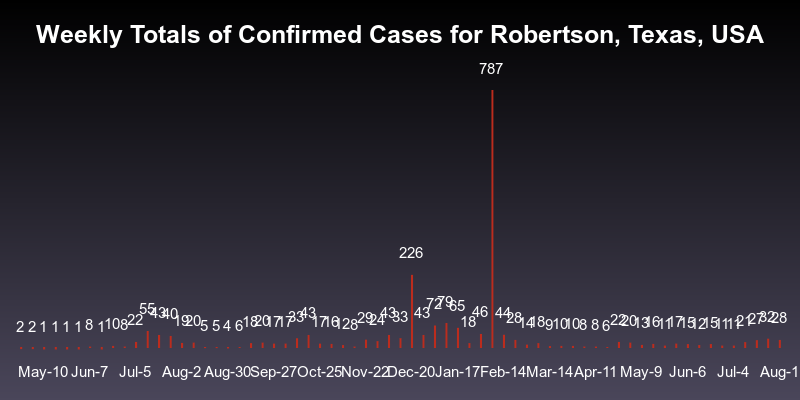 Weekly Totals of Confirmed Cases for Robertson, Texas, USA
787
226
2 2 1 1 1 1 8 1 10 8 22 55 43 40 19 20 5 5 4 6 18 20 17 17 33 43 17 16 12 8 29 24 43 33 43 72 79 65 18 46 44 28 14 18 9 10 10 8 8 6 22 20 13 16 11 17 15 12 15 11 11 21 27 32 28
May-10 Jun-7 Jul-5 Aug-2 Aug-30 Sep-27 Oct-25 Nov-22 Dec-20 Jan-17 Feb-14 Mar-14 Apr-11 May-9 Jun-6 Jul-4 Aug-1